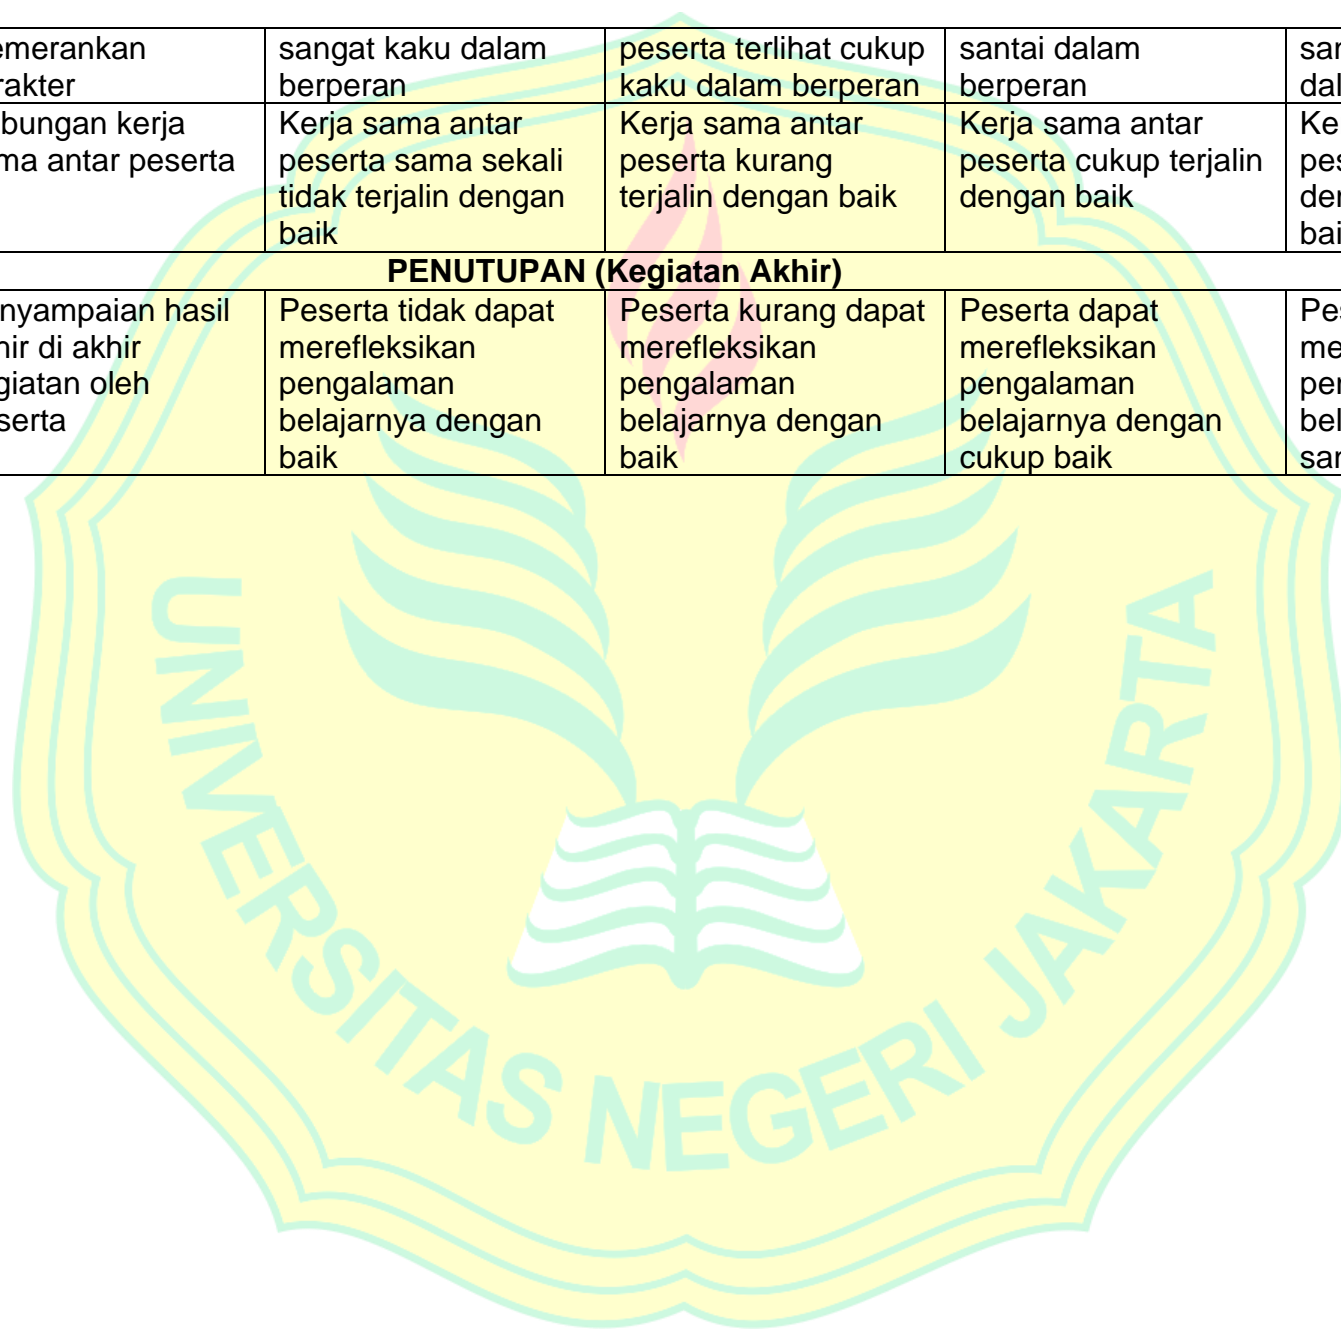 emerankan
rakter
sangat kaku dalam
berperan
peserta terlihat cukup
kaku dalam berperan
santai dalam
berperan
bungan kerja
ma antar peserta
Kerja sama antar
peserta sama sekali
tidak terjalin dengan
baik
Kerja sama antar
peserta kurang
terjalin dengan baik
Kerja sama antar
peserta cukup terjalin
dengan baik
PENUTUPAN (Kegiatan Akhir)
nyampaian hasil
hir di akhir
giatan oleh
serta
Peserta tidak dapat
merefleksikan
pengalaman
belajarnya dengan
baik
Peserta kurang dapat
merefleksikan
pengalaman
belajarnya dengan
baik
Peserta dapat
merefleksikan
pengalaman
belajarnya dengan
cukup baik
UNIVERSITAS NEGERI JAKARTA